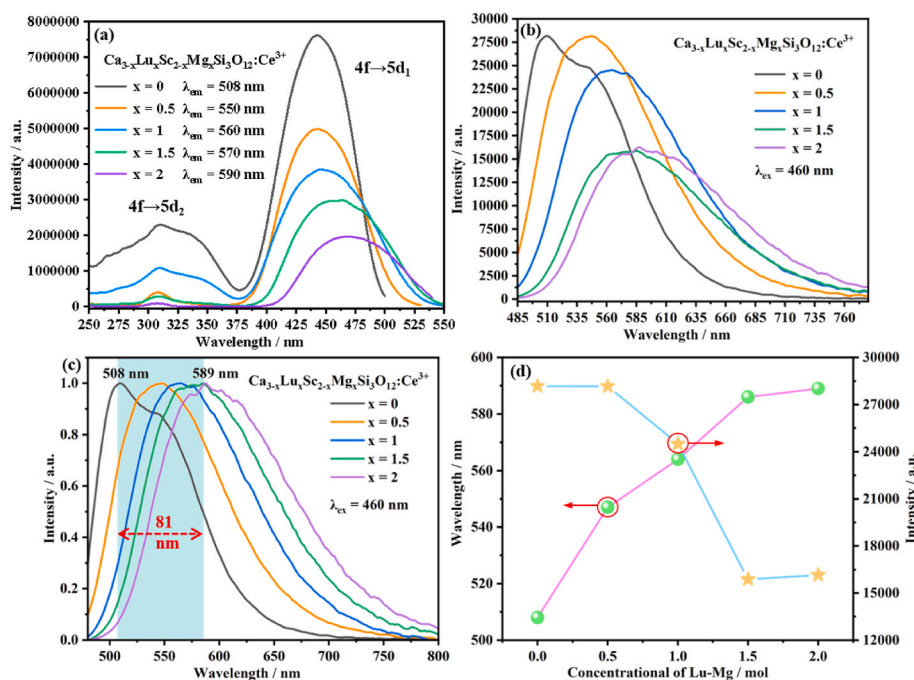 (a)
Ca₃₋ₓLuₓSc₂₋ₓMgₓSi₃O₁₂:Ce³⁺
x = 0 λₑₘ = 508 nm
x = 0.5 λₑₘ = 550 nm
x = 1 λₑₘ = 560 nm
x = 1.5 λₑₘ = 570 nm
x = 2 λₑₘ = 590 nm
4f→5d₁
4f→5d₂
8000000
7000000
6000000
5000000
4000000
3000000
2000000
1000000
0
250 275 300 325 350 375 400 425 450 475 500 525 550
Intensity / a.u.
Wavelength / nm
(b)
Ca₃₋ₓLuₓSc₂₋ₓMgₓSi₃O₁₂:Ce³⁺
x = 0
x = 0.5
x = 1
x = 1.5
x = 2
λₑₓ = 460 nm
30000
27500
25000
22500
20000
17500
15000
12500
10000
7500
5000
2500
0
485 510 535 560 585 610 635 660 685 710 735 760
Intensity / a.u.
Wavelength / nm
(c)
508 nm
589 nm
Ca₃₋ₓLuₓSc₂₋ₓMgₓSi₃O₁₂:Ce³⁺
x = 0
x = 0.5
x = 1
x = 1.5
x = 2
λₑₓ = 460 nm
81
nm
1.0
0.8
0.6
0.4
0.2
0.0
500 550 600 650 700 750 800
Intensity / a.u.
Wavelength / nm
(d)
600
590
580
560
540
520
500
30000
28000
27000
24000
21000
18000
15000
13000
12000
0.0 0.5 1.0 1.5 2.0
Wavelength / nm
Intensity / a.u.
Concentrational of Lu-Mg / mol